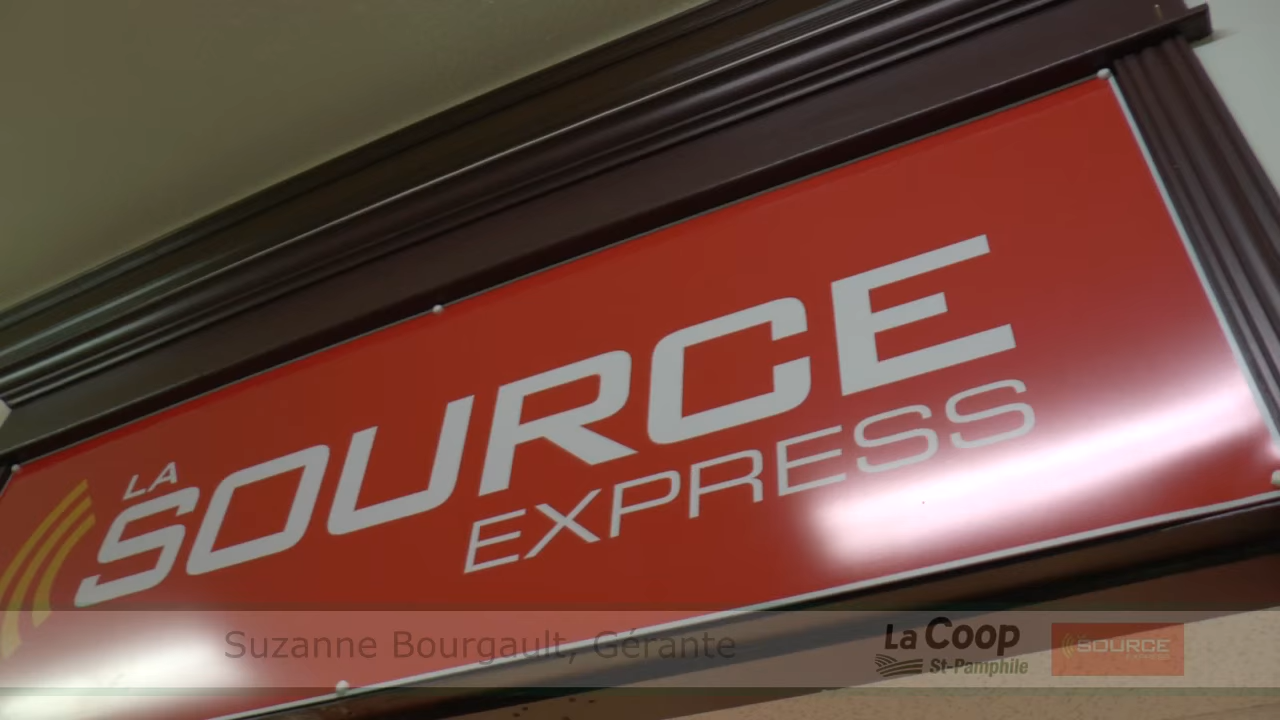 LA
SOURCE
EXPRESS
Suzanne Bourgault, Gérante
La Coop
St-Pamphile
SOURCE